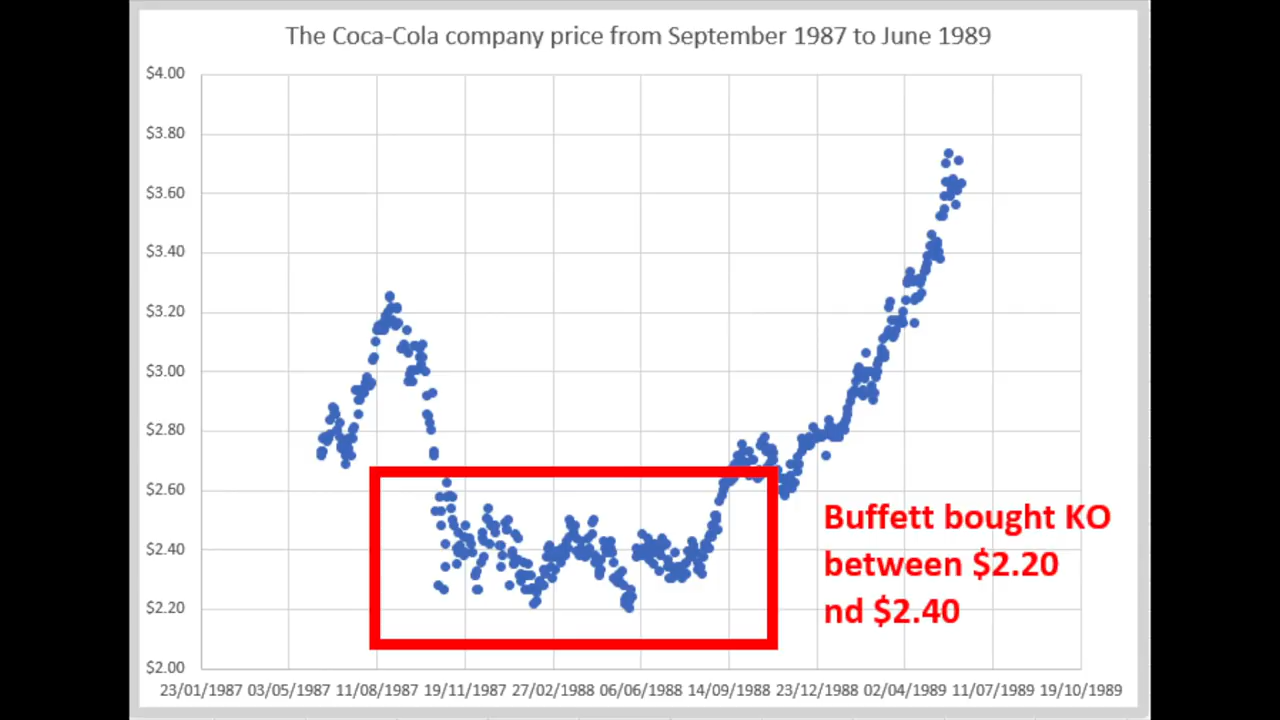 The Coca-Cola company price from September 1987 to June 1989
$4.00
$3.80
$3.60
$3.40
$3.20
$3.00
$2.80
$2.60
$2.40
$2.20
$2.00
Buffett bought KO
between $2.20
nd $2.40
23/01/1987 03/05/1987 11/08/1987 19/11/1987 27/02/1988 06/06/1988 14/09/1988 23/12/1988 02/04/1989 11/07/1989 19/10/1989